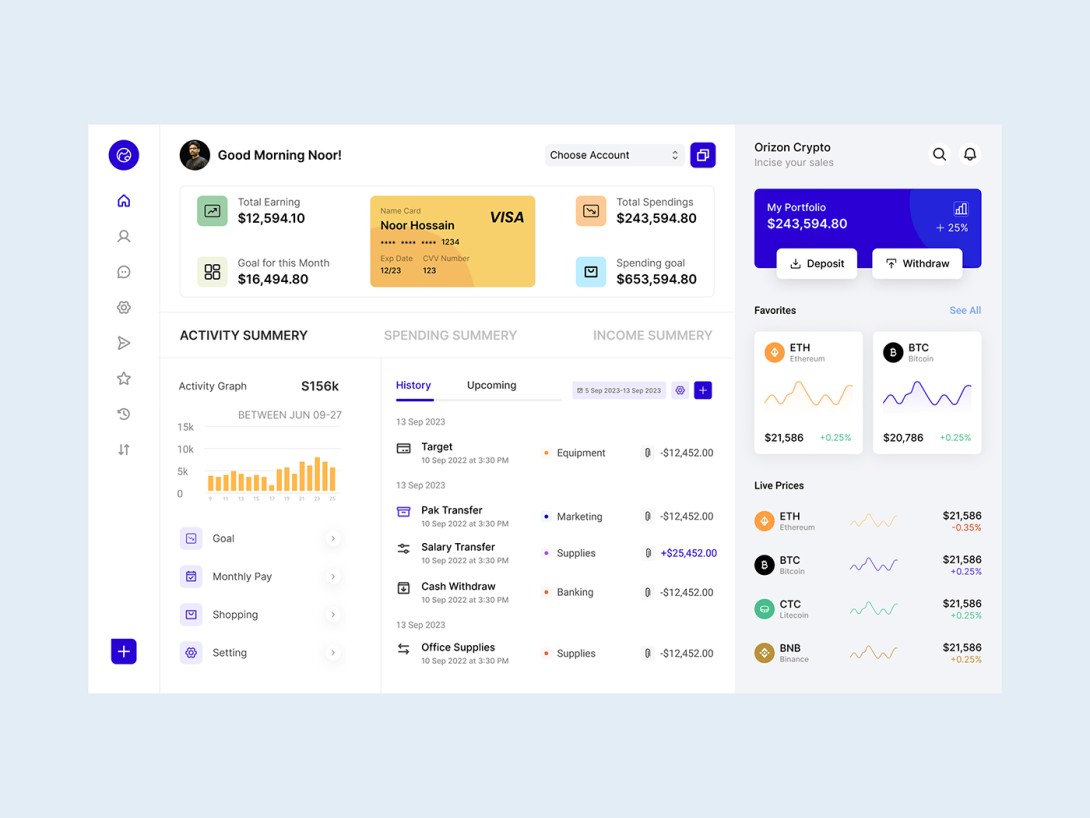 Good Morning Noor!
Choose Account
Total Earning
$12,594.10
Goal for this Month
$16,494.80
Name Card
VISA
Noor Hossain
•••• •••• •••• 1234
Exp Date CVV Number
12/23 123
Total Spendings
$243,594.80
Spending goal
$653,594.80
ACTIVITY SUMMERY
SPENDING SUMMERY
INCOME SUMMERY
Activity Graph S156k
BETWEEN JUN 09-27
15k
10k
5k
0
9 11 13 15 17 19 21 23 25
Goal
Monthly Pay
Shopping
Setting
History Upcoming
5 Sep 2023-13 Sep 2023
13 Sep 2023
Target
10 Sep 2022 at 3:30 PM
Equipment
-$12,452.00
13 Sep 2023
Pak Transfer
10 Sep 2022 at 3:30 PM
Marketing
-$12,452.00
Salary Transfer
10 Sep 2022 at 3:30 PM
Supplies
+$25,452.00
Cash Withdraw
10 Sep 2022 at 3:30 PM
Banking
-$12,452.00
13 Sep 2023
Office Supplies
10 Sep 2022 at 3:30 PM
Supplies
-$12,452.00
Orizon Crypto
Incise your sales
My Portfolio
$243,594.80
+ 25%
Deposit
Withdraw
Favorites See All
ETH
Ethereum
$21,586 +0.25%
BTC
Bitcoin
$20,786 +0.25%
Live Prices
ETH
Ethereum
$21,586
-0.35%
BTC
Bitcoin
$21,586
+0.25%
CTC
Litecoin
$21,586
+0.25%
BNB
Binance
$21,586
+0.25%